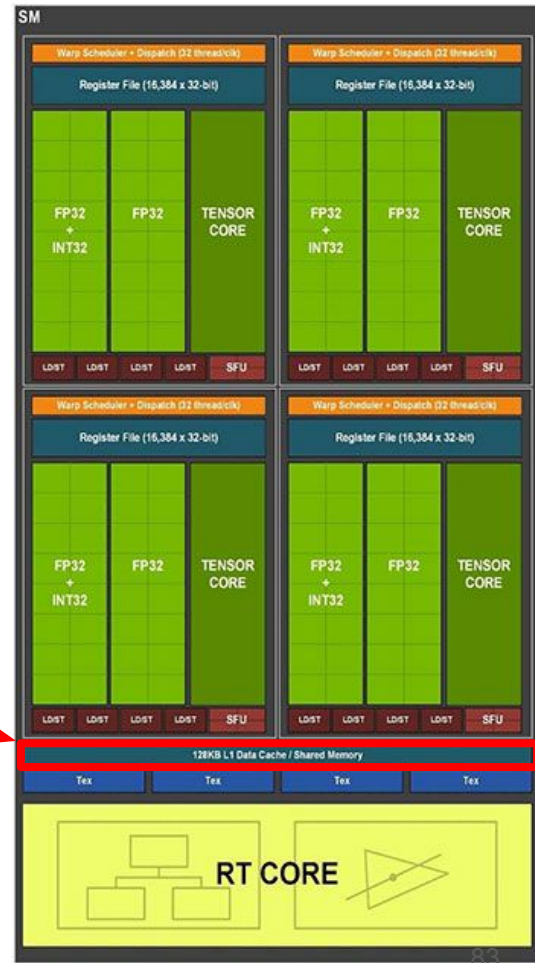 SM
Warp Scheduler + Dispatch (32 thread/clk)
Register File (16,384 x 32-bit)
FP32 + INT32
FP32
TENSOR CORE
LD/ST LD/ST LD/ST LD/ST SFU
Warp Scheduler + Dispatch (32 thread/clk)
Register File (16,384 x 32-bit)
FP32 + INT32
FP32
TENSOR CORE
LD/ST LD/ST LD/ST LD/ST SFU
Warp Scheduler + Dispatch (32 thread/clk)
Register File (16,384 x 32-bit)
FP32 + INT32
FP32
TENSOR CORE
LD/ST LD/ST LD/ST LD/ST SFU
Warp Scheduler + Dispatch (32 thread/clk)
Register File (16,384 x 32-bit)
FP32 + INT32
FP32
TENSOR CORE
LD/ST LD/ST LD/ST LD/ST SFU
128KB L1 Data Cache / Shared Memory
Tex Tex Tex Tex
RT CORE
83